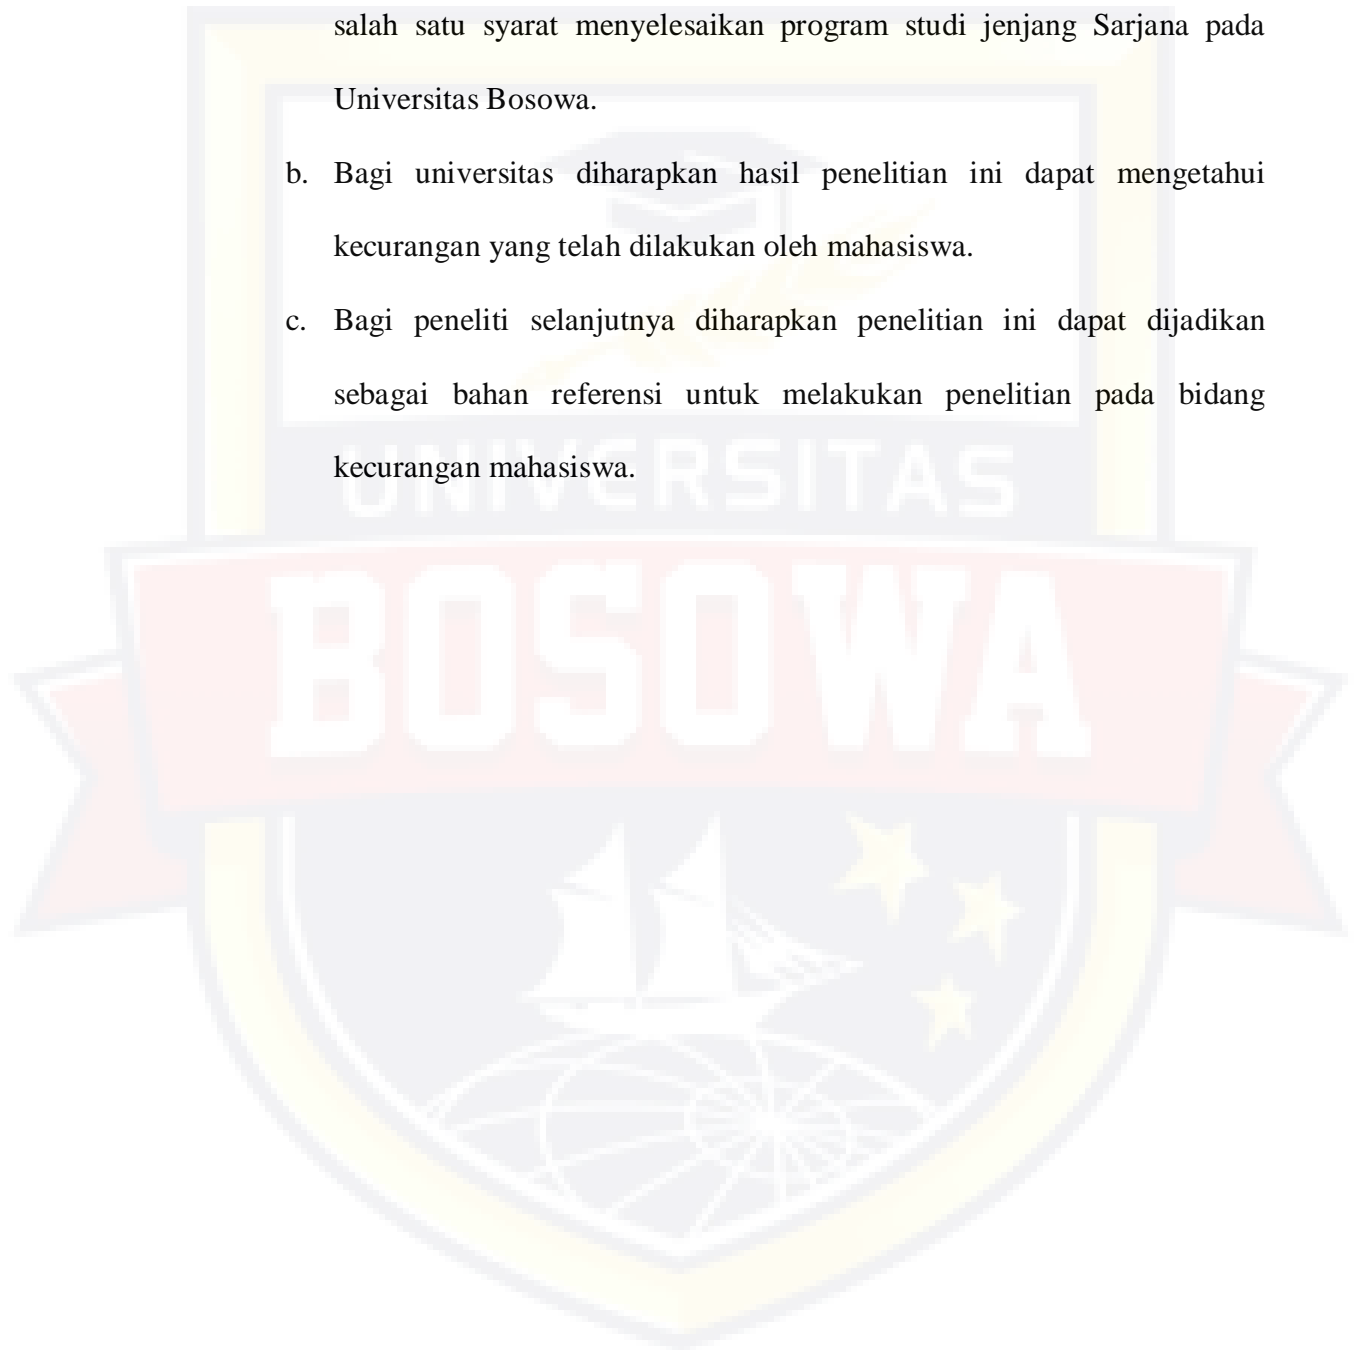 salah satu syarat menyelesaikan program studi jenjang Sarjana pada
Universitas Bosowa.
b. Bagi universitas diharapkan hasil penelitian ini dapat mengetahui
kecurangan yang telah dilakukan oleh mahasiswa.
c. Bagi peneliti selanjutnya diharapkan penelitian ini dapat dijadikan
sebagai bahan referensi untuk melakukan penelitian pada bidang
kecurangan mahasiswa.
UNIVERSITAS
BOSOWA